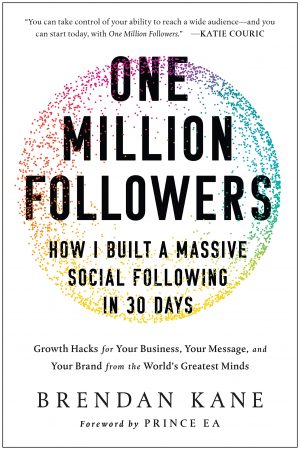 "You can take control of your ability to reach a wide audience—and you
can start today, with One Million Followers." —KATIE COURIC
ONE
MILLION
FOLLOWERS
HOW I BUILT A MASSIVE
SOCIAL FOLLOWING
IN 30 DAYS
Growth Hacks for Your Business, Your Message, and
Your Brand from the World's Greatest Minds
BRENDAN KANE
Foreword by PRINCE EA